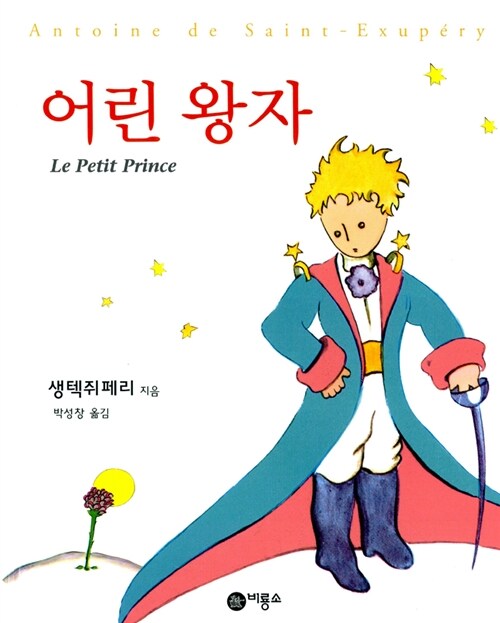 Antoine de Saint-Exupéry
어린 왕자
Le Petit Prince
생텍쥐페리 지음
박성창 옮김
비룡소